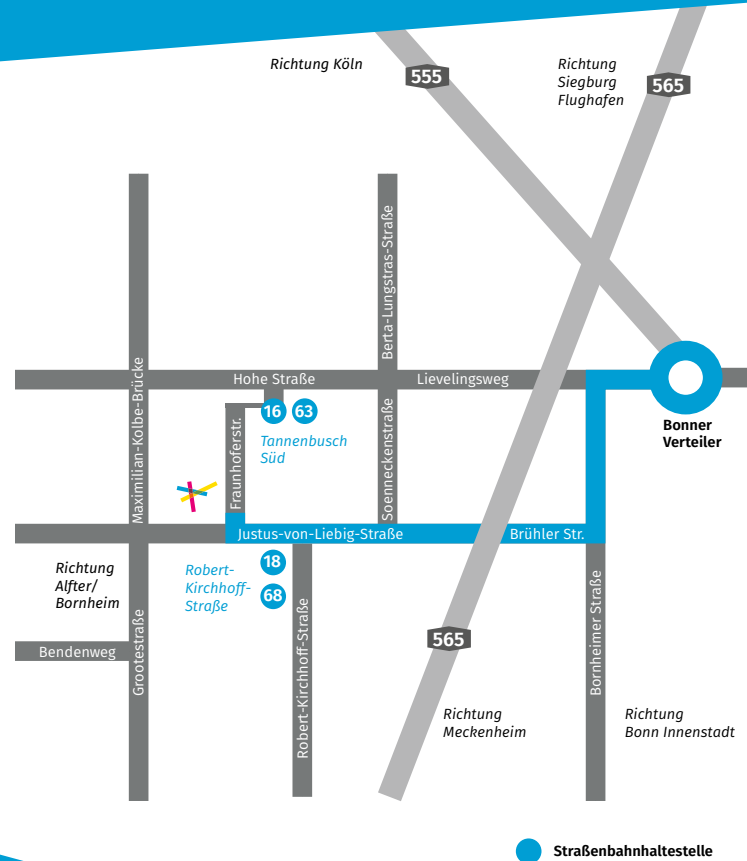 Richtung Köln
555
Richtung
Siegburg
Flughafen
565
Maximilian-Kolbe-Brücke
Berta-Lungstras-Straße
Hohe Straße
Lievelingsweg
16
63
Tannenbusch
Süd
Fraunhoferstr.
Soenneckenstraße
Bonner
Verteiler
Justus-von-Liebig-Straße
Brühler Str.
Richtung
Alfter/
Bornheim
Robert-
Kirchhoff-
Straße
18
68
Bendenweg
Grootestraße
Robert-Kirchhoff-Straße
565
Bornheimer Straße
Richtung
Meckenheim
Richtung
Bonn Innenstadt
Straßenbahnhaltestelle